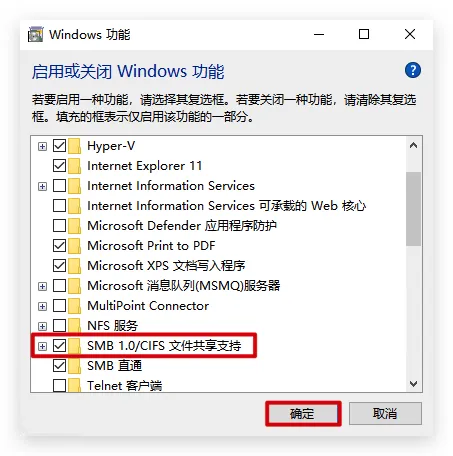 Windows 功能
启用或关闭 Windows 功能
若要启用一种功能，请选择其复选框。若要关闭一种功能，请清除其复选
框。填充的框表示仅启用该功能的一部分。
Hyper-V
Internet Explorer 11
Internet Information Services
Internet Information Services 可承载的 Web 核心
Microsoft Defender 应用程序防护
Microsoft Print to PDF
Microsoft XPS 文档写入程序
Microsoft 消息队列(MSMQ)服务器
MultiPoint Connector
NFS 服务
SMB 1.0/CIFS 文件共享支持
SMB 直通
Telnet 客户端
确定 取消